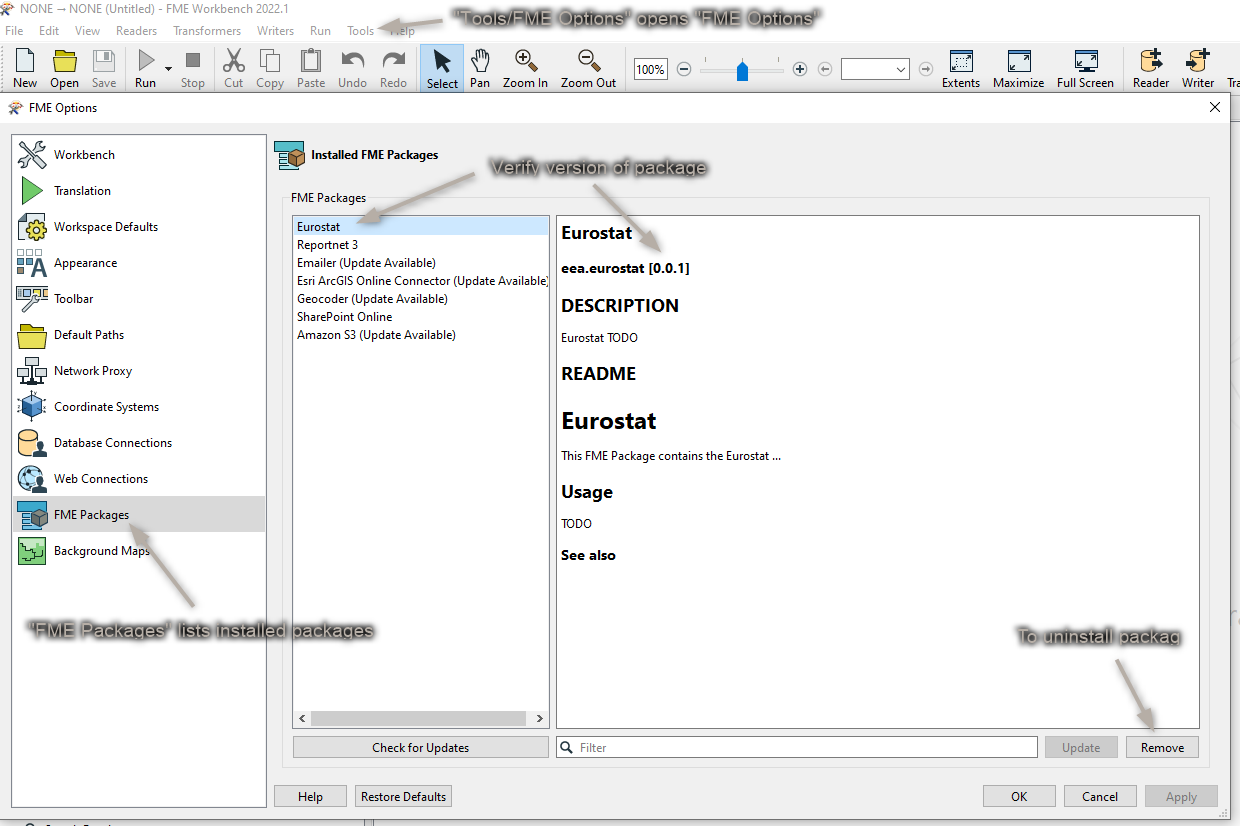 NONE → NONE (Untitled) - FME Workbench 2022.1
File Edit View Readers Transformers Writers Run Tools Help
"Tools/FME Options" opens "FME Options"
New Open Save Run Stop Cut Copy Paste Undo Redo Select Pan Zoom In Zoom Out 100% Extents Maximize Full Screen Reader Writer
FME Options
Workbench
Translation
Workspace Defaults
Appearance
Toolbar
Default Paths
Network Proxy
Coordinate Systems
Database Connections
Web Connections
FME Packages
Background Maps
"FME Packages" lists installed packages
Installed FME Packages
Verify version of package
FME Packages
Eurostat
Reportnet 3
Emailer (Update Available)
Esri ArcGIS Online Connector (Update Available)
Geocoder (Update Available)
SharePoint Online
Amazon S3 (Update Available)
Eurostat
eea.eurostat [0.0.1]
DESCRIPTION
Eurostat TODO
README
Eurostat
This FME Package contains the Eurostat ...
Usage
TODO
See also
To uninstall packag
Check for Updates
Filter
Update
Remove
Help
Restore Defaults
OK
Cancel
Apply